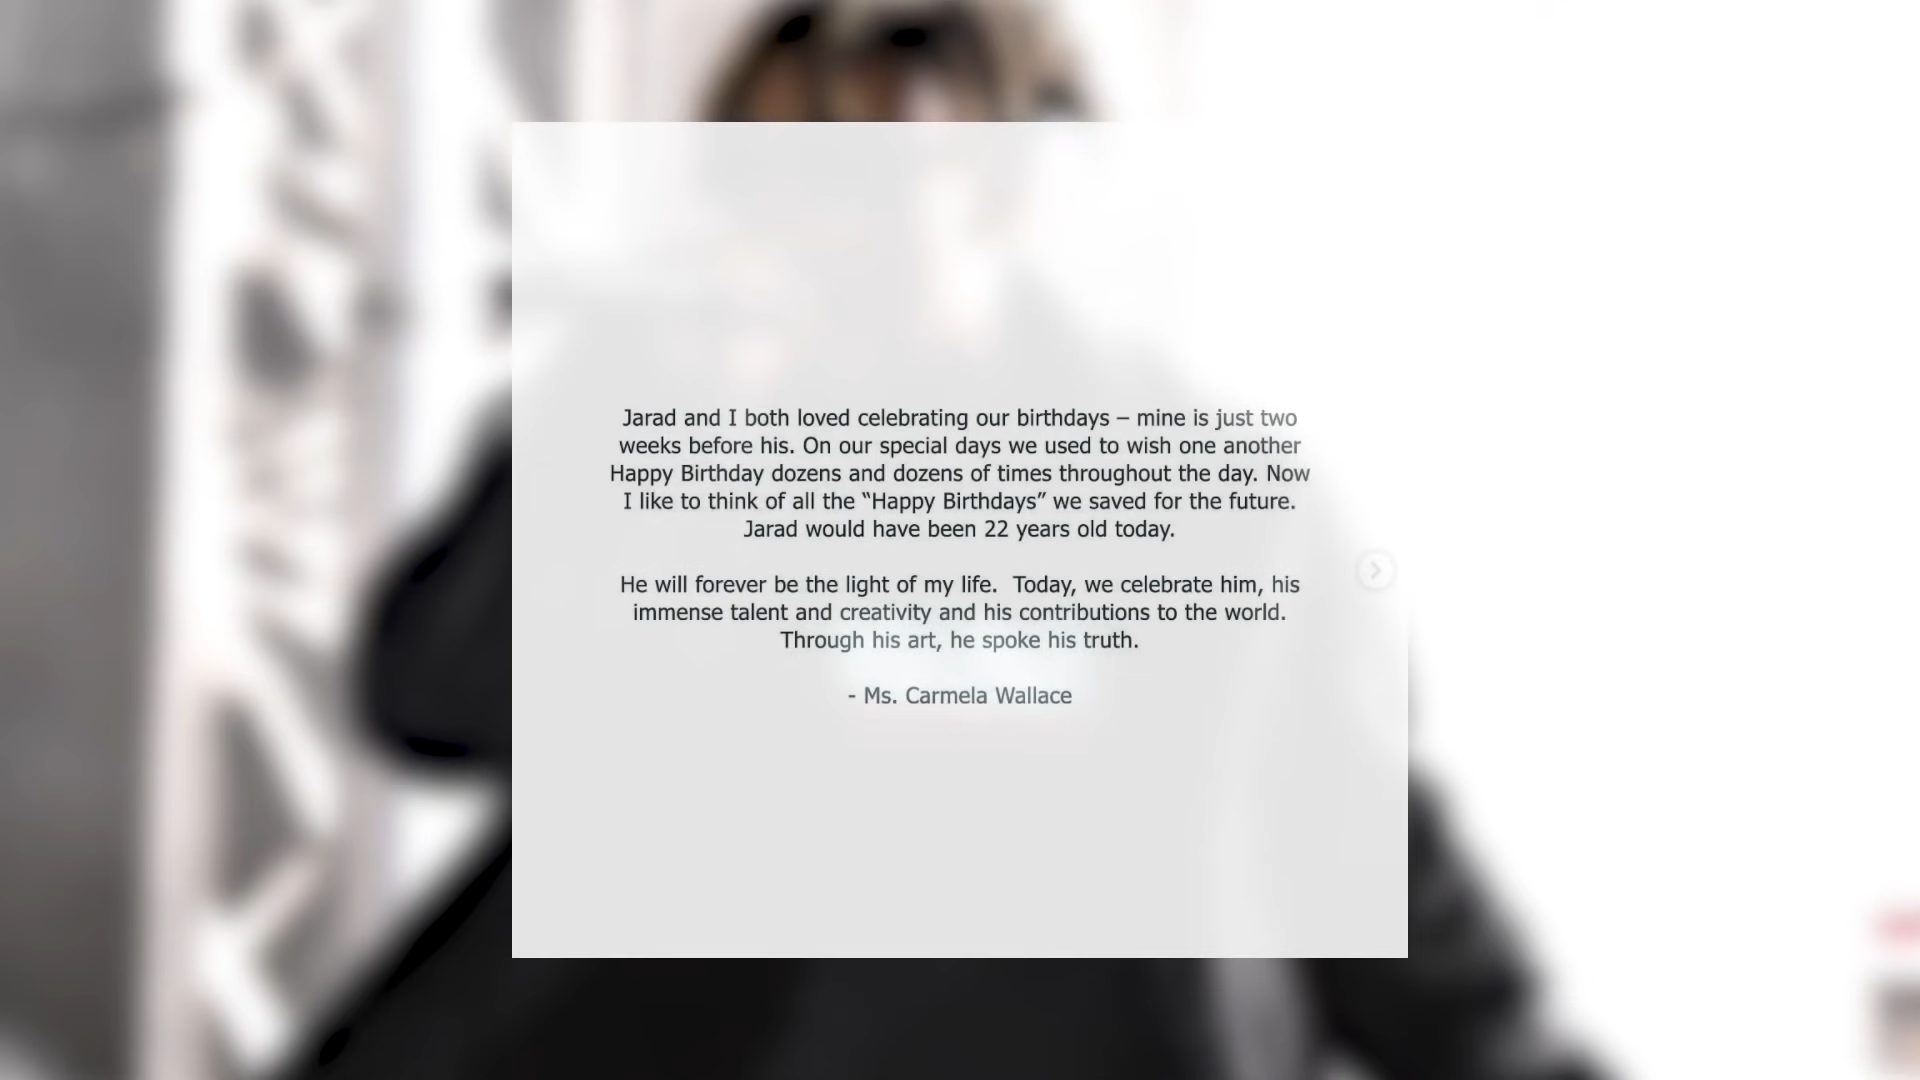 Jarad and I both loved celebrating our birthdays – mine is just two
weeks before his. On our special days we used to wish one another
Happy Birthday dozens and dozens of times throughout the day. Now
I like to think of all the “Happy Birthdays” we saved for the future.
Jarad would have been 22 years old today.
He will forever be the light of my life.  Today, we celebrate him, his
immense talent and creativity and his contributions to the world.
Through his art, he spoke his truth.
- Ms. Carmela Wallace